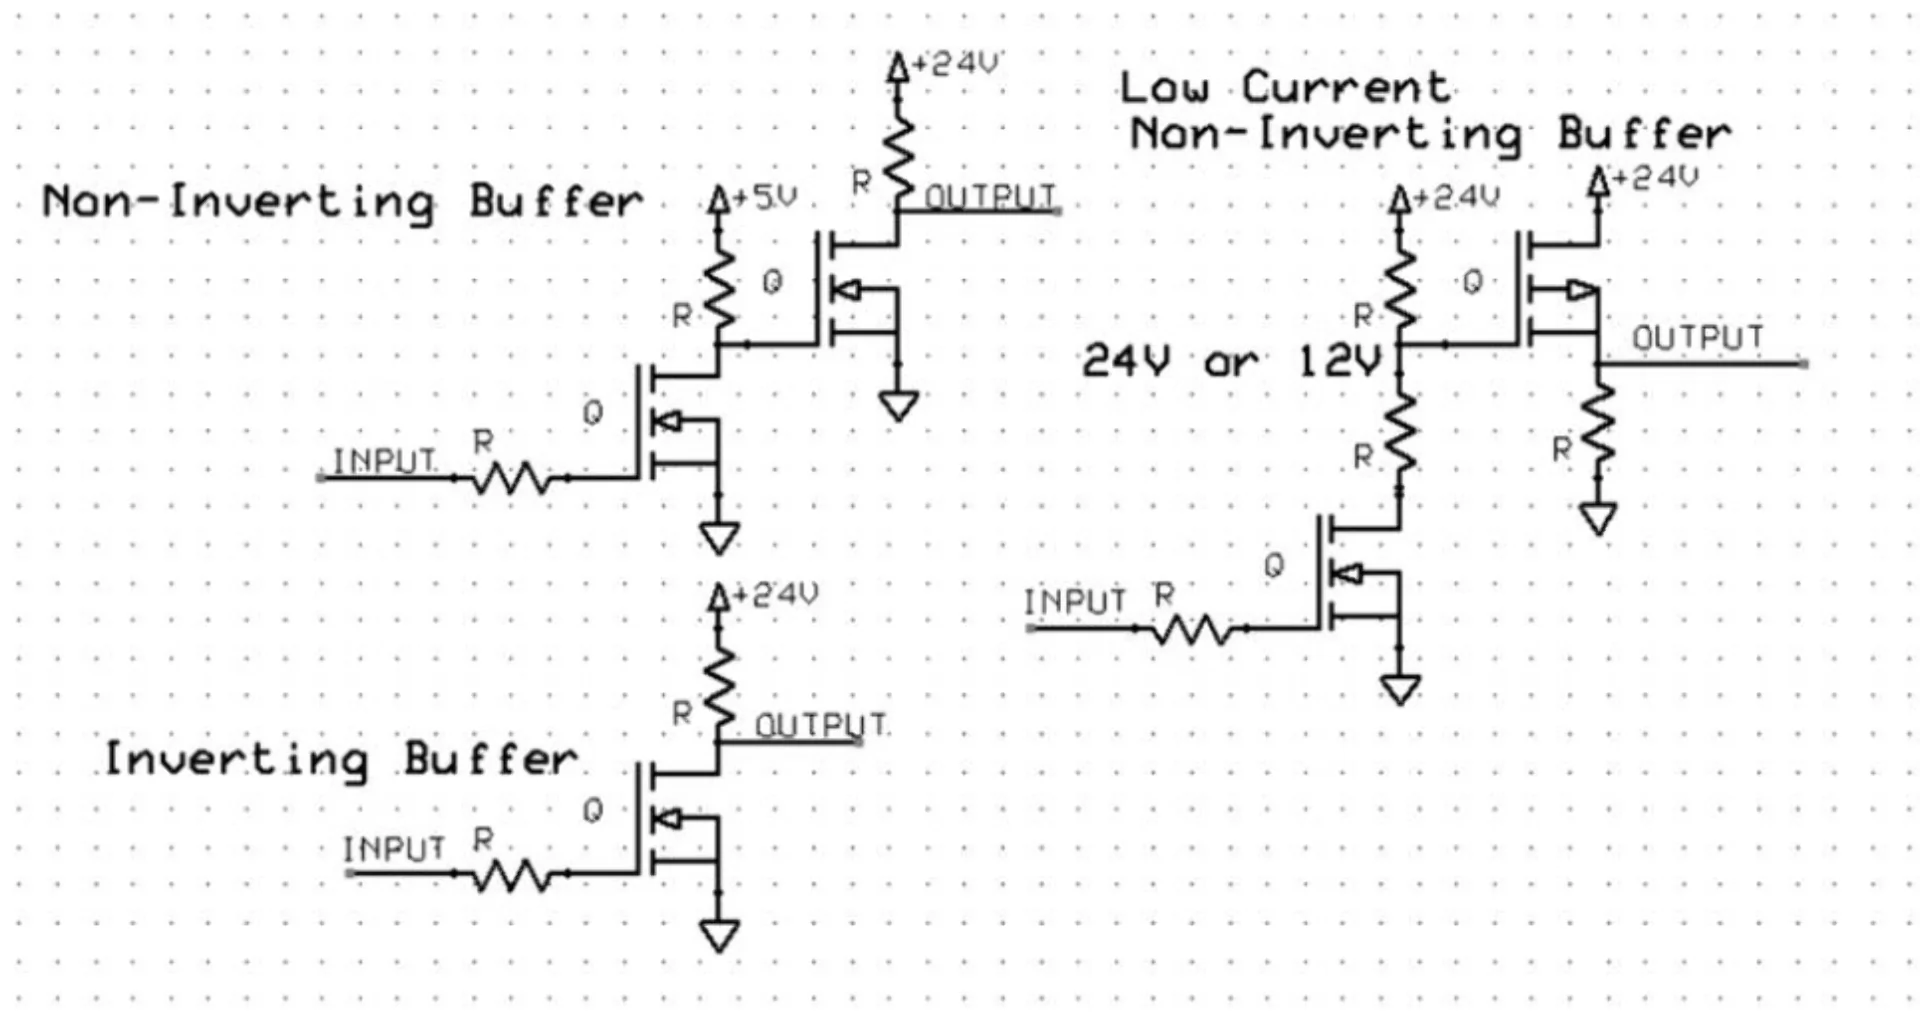 +24V
Low Current
Non-Inverting Buffer
Non-Inverting Buffer
+5V
R
OUTPUT
+24V
+24V
Q
R
Q
R
OUTPUT
24V or 12V
Q
INPUT
R
R
R
Q
INPUT
R
+24V
R
OUTPUT
Inverting Buffer
Q
INPUT
R